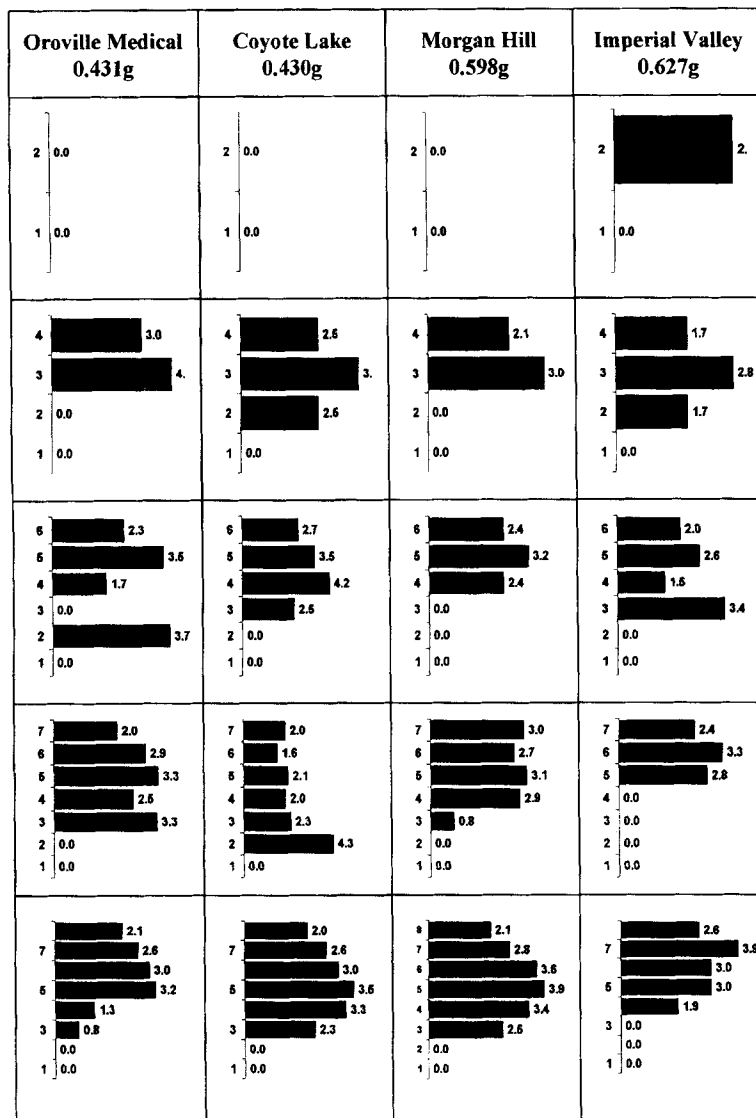 Oroville Medical Coyote Lake Morgan Hill Imperial Valley
0.431g 0.430g 0.598g 0.627g
2 0.0 2 0.0 2 0.0 2 2.
1 0.0 1 0.0 1 0.0 1 0.0
4 3.0 4 2.5 4 2.1 4 1.7
3 4. 3 3. 3 3.0 3 2.8
2 0.0 2 2.5 2 0.0 2 1.7
1 0.0 1 0.0 1 0.0 1 0.0
6 2.3 6 2.7 6 2.4 6 2.0
5 3.5 5 3.5 5 3.2 5 2.6
4 1.7 4 4.2 4 2.4 4 1.5
3 0.0 3 2.5 3 0.0 3 3.4
2 3.7 2 0.0 2 0.0 2 0.0
1 0.0 1 0.0 1 0.0 1 0.0
7 2.0 7 2.0 7 3.0 7 2.4
6 2.9 6 1.6 6 2.7 6 3.3
5 3.3 5 2.1 5 3.1 5 2.8
4 2.5 4 2.0 4 2.9 4 0.0
3 3.3 3 2.3 3 0.8 3 0.0
2 0.0 2 4.3 2 0.0 2 0.0
1 0.0 1 0.0 1 0.0 1 0.0
2.1 2.0 8 2.1 2.6
7 2.6 7 2.6 7 2.8 7 3.9
3.0 3.0 6 3.6 3.0
5 3.2 5 3.5 5 3.9 5 3.0
1.3 3.3 4 3.4 1.9
3 0.8 3 2.3 3 2.5 3 0.0
0.0 0.0 2 0.0 0.0
1 0.0 1 0.0 1 0.0 1 0.0